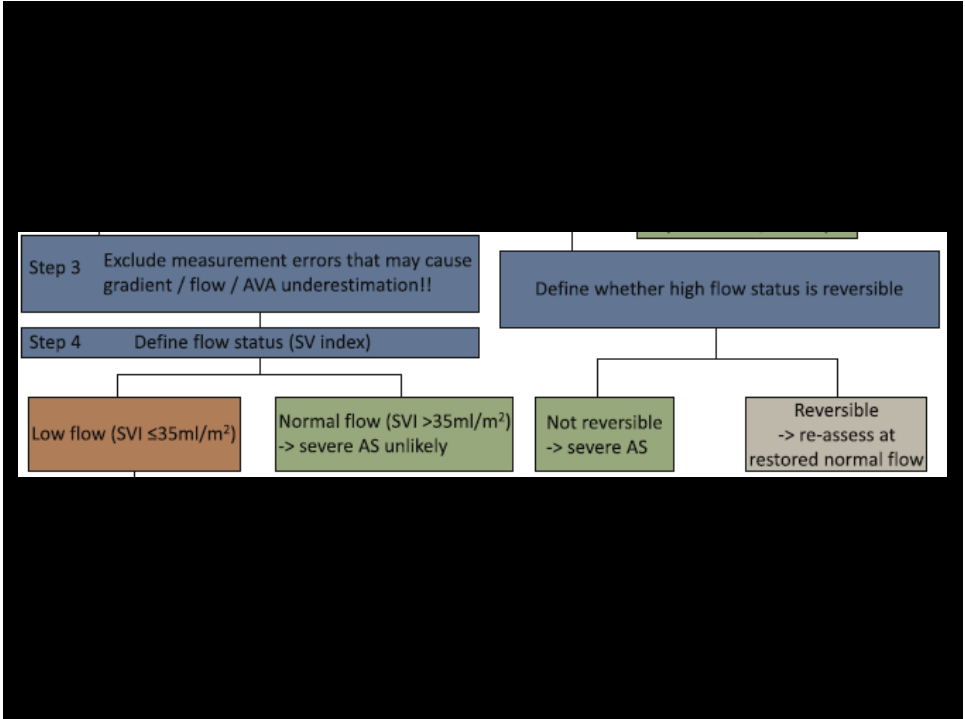 Step 3 Exclude measurement errors that may cause
gradient / flow / AVA underestimation!!
Step 4 Define flow status (SV index)
Low flow (SVI ≤35ml/m²)
Normal flow (SVI >35ml/m²)
-> severe AS unlikely
Define whether high flow status is reversible
Not reversible
-> severe AS
Reversible
-> re-assess at
restored normal flow